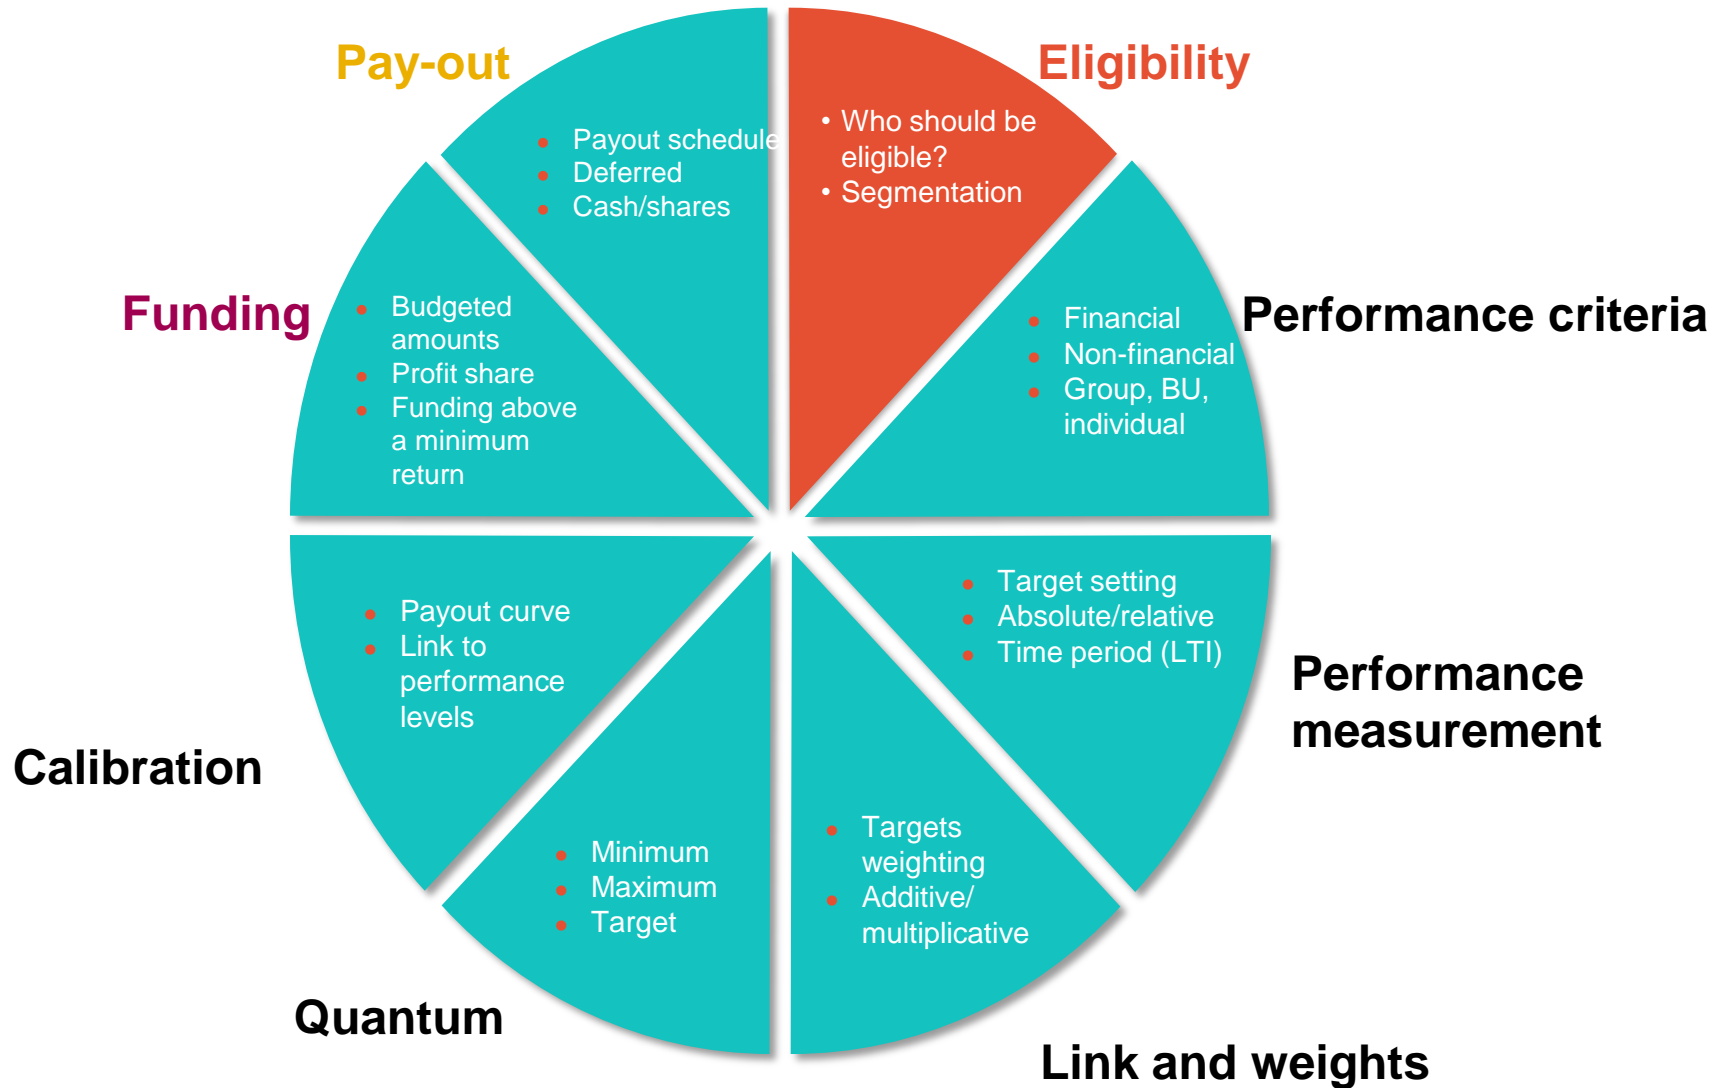 Pay-out
• Payout schedule
• Deferred
• Cash/shares
Eligibility
• Who should be
eligible?
• Segmentation
Funding
• Budgeted
amounts
• Profit share
• Funding above
a minimum
return
Performance criteria
• Financial
• Non-financial
• Group, BU,
individual
Calibration
• Payout curve
• Link to
performance
levels
Performance
measurement
• Target setting
• Absolute/relative
• Time period (LTI)
Quantum
• Minimum
• Maximum
• Target
Link and weights
• Targets
weighting
• Additive/
multiplicative